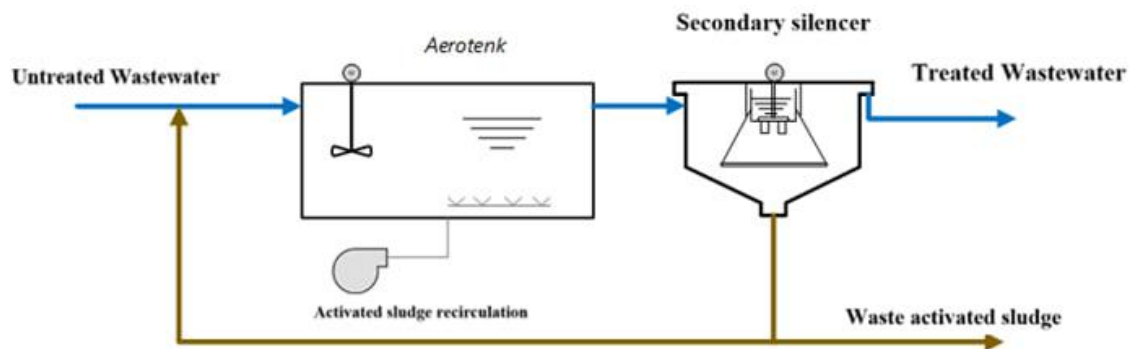 Secondary silencer
Aerotenk
Untreated Wastewater
Treated Wastewater
Activated sludge recirculation
Waste activated sludge